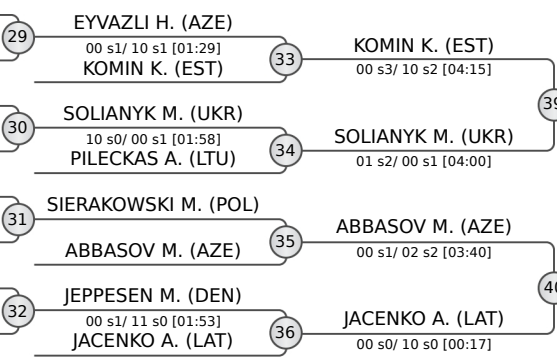 EYVAZLI H. (AZE)
29
00 s1/ 10 s1 [01:29]
KOMIN K. (EST)
33
KOMIN K. (EST)
00 s3/ 10 s2 [04:15]
39
SOLIANYK M. (UKR)
30
10 s0/ 00 s1 [01:58]
PILECKAS A. (LTU)
34
SOLIANYK M. (UKR)
01 s2/ 00 s1 [04:00]
SIERAKOWSKI M. (POL)
31
ABBASOV M. (AZE)
35
ABBASOV M. (AZE)
00 s1/ 02 s2 [03:40]
40
JEPPESEN M. (DEN)
32
00 s1/ 11 s0 [01:53]
JACENKO A. (LAT)
36
JACENKO A. (LAT)
00 s0/ 10 s0 [00:17]